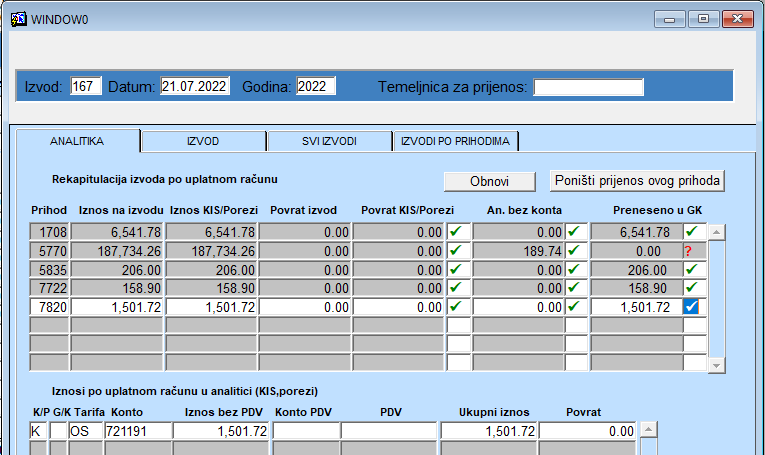 WINDOW0
Izvod: 167 Datum: 21.07.2022 Godina: 2022 Temeljnica za prijenos:
ANALITIKA IZVOD SVI IZVODI IZVODI PO PRIHODIMA
Rekapitulacija izvoda po uplatnom računu Obnovi Poništi prijenos ovog prihoda
Prihod Iznos na izvodu Iznos KIS/Porezi Povrat izvod Povrat KIS/Porezi An. bez konta Preneseno u GK
1708 6,541.78 6,541.78 0.00 0.00 ✓ 0.00 ✓ 6,541.78 ✓
5770 187,734.26 187,734.26 0.00 0.00 ✓ 189.74 ✓ 0.00 ?
5835 206.00 206.00 0.00 0.00 ✓ 0.00 ✓ 206.00 ✓
7722 158.90 158.90 0.00 0.00 ✓ 0.00 ✓ 158.90 ✓
7820 1,501.72 1,501.72 0.00 0.00 ✓ 0.00 ✓ 1,501.72 ✓
Iznosi po uplatnom računu u analitici (KIS,porezi)
K/P G/K Tarifa Konto Iznos bez PDV Konto PDV PDV Ukupni iznos Povrat
K OS 721191 1,501.72 1,501.72 0.00